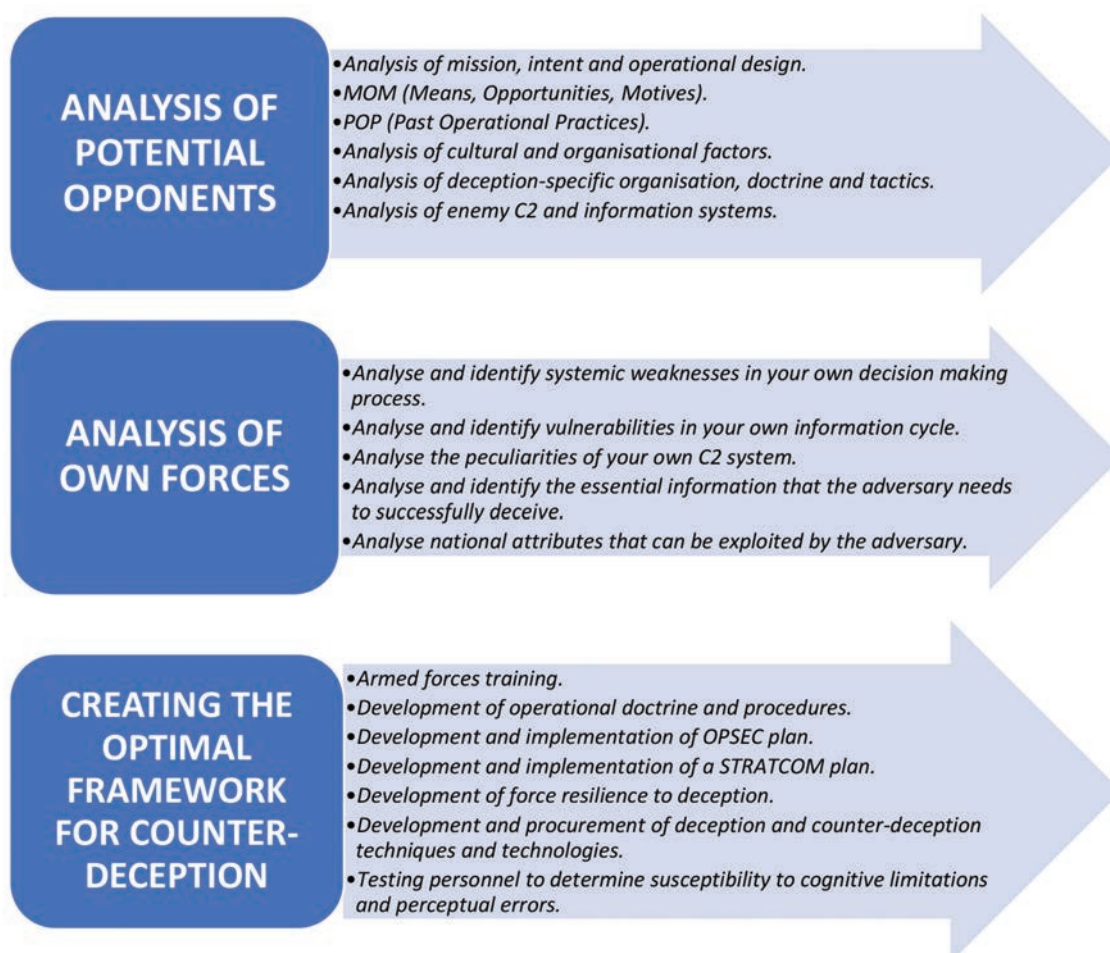 ANALYSIS OF
POTENTIAL
OPPONENTS
•Analysis of mission, intent and operational design.
•MOM (Means, Opportunities, Motives).
•POP (Past Operational Practices).
•Analysis of cultural and organisational factors.
•Analysis of deception-specific organisation, doctrine and tactics.
•Analysis of enemy C2 and information systems.
ANALYSIS OF
OWN FORCES
•Analyse and identify systemic weaknesses in your own decision making
process.
•Analyse and identify vulnerabilities in your own information cycle.
•Analyse the peculiarities of your own C2 system.
•Analyse and identify the essential information that the adversary needs
to successfully deceive.
•Analyse national attributes that can be exploited by the adversary.
CREATING THE
OPTIMAL
FRAMEWORK
FOR COUNTER-
DECEPTION
•Armed forces training.
•Development of operational doctrine and procedures.
•Development and implementation of OPSEC plan.
•Development and implementation of a STRATCOM plan.
•Development of force resilience to deception.
•Development and procurement of deception and counter-deception
techniques and technologies.
•Testing personnel to determine susceptibility to cognitive limitations
and perceptual errors.